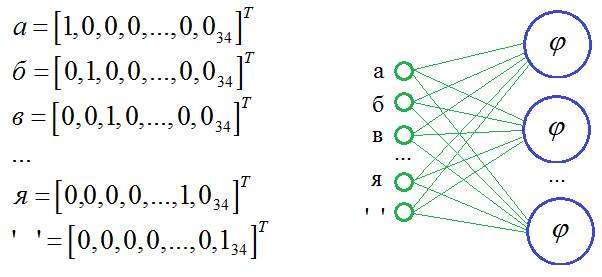 а = [1,0,0,0,...,0,0₃₄]ᵀ
б = [0,1,0,0,...,0,0₃₄]ᵀ
в = [0,0,1,0,...,0,0₃₄]ᵀ
...
я = [0,0,0,0,...,1,0₃₄]ᵀ
' ' = [0,0,0,0,...,0,1₃₄]ᵀ
а
б
в
...
я
' '
φ
φ
...
φ